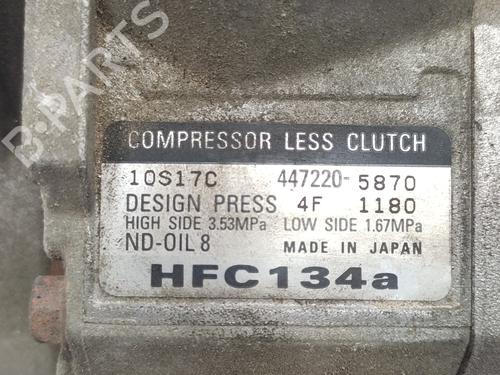 B-PARTS
COMPRESSOR LESS CLUTCH
10S17C 447220-5870
DESIGN PRESS 4F 1180
HIGH SIDE 3.53MPa LOW SIDE 1.67MPa
ND-OIL 8 MADE IN JAPAN
HFC134a